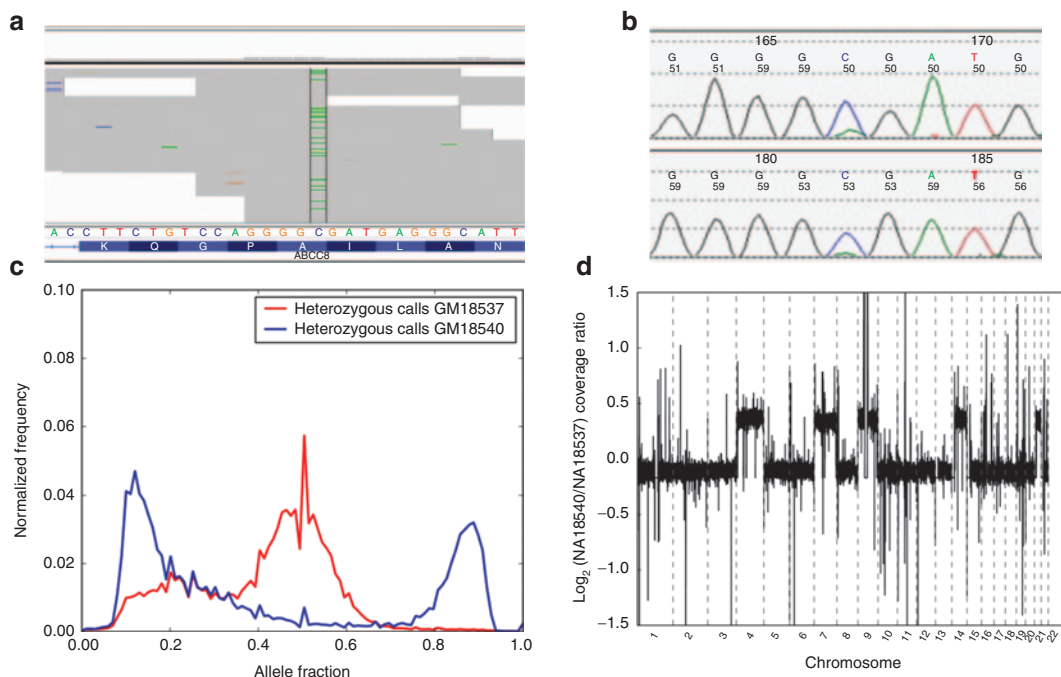 a
A C C T T C T G T C C A G G G G C G A T G A G G G C A T T
K Q G P A I L A N
ABCC8
b
165 170
G G G G C G A T G
51 51 59 59 50 50 50 50 50
180 185
G G G G C G A T G
59 59 59 53 53 53 59 56 56
c
0.10
0.08
0.06
0.04
0.02
0.00
Normalized frequency
Heterozygous calls GM18537
Heterozygous calls GM18540
0.00 0.2 0.4 0.6 0.8 1.0
Allele fraction
d
1.5
1.0
0.5
0.0
−0.5
−1.0
−1.5
Log2 (NA18540/NA18537) coverage ratio
1 2 3 4 5 6 7 8 9 10 11 12 13 14 15 16 17 18 19 20 21 22
Chromosome